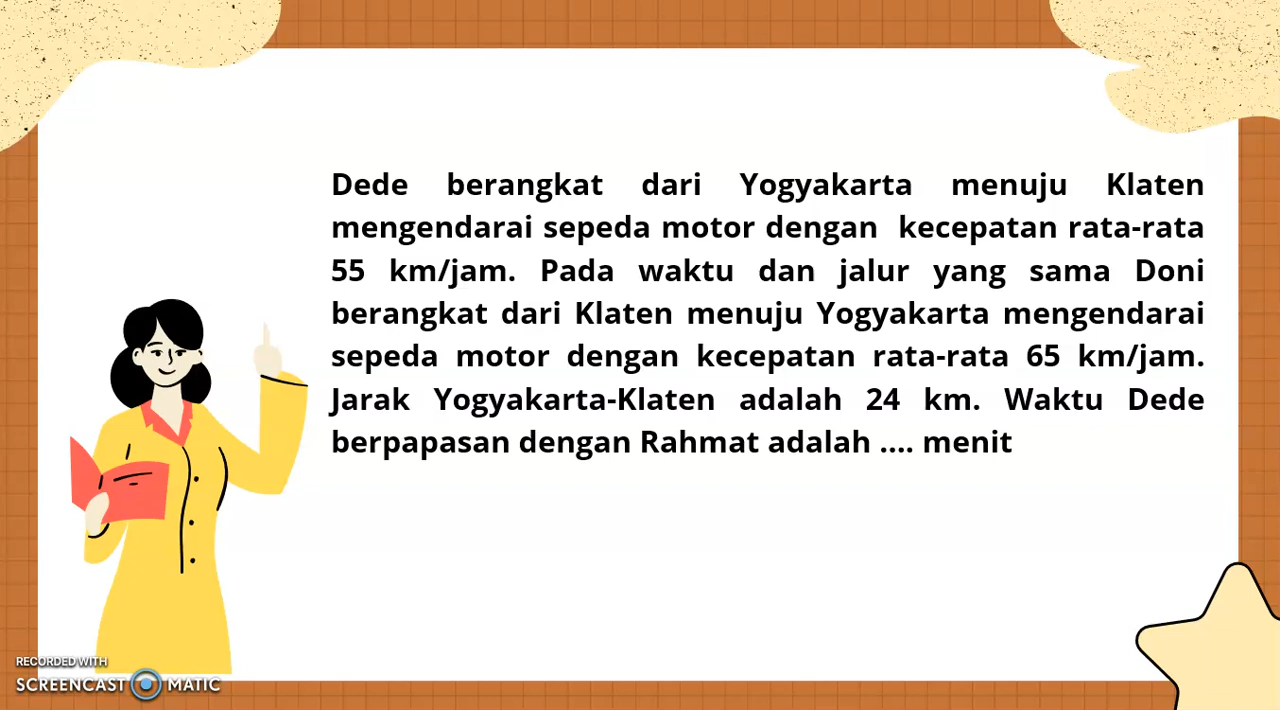 Dede berangkat dari Yogyakarta menuju Klaten
mengendarai sepeda motor dengan kecepatan rata-rata
55 km/jam. Pada waktu dan jalur yang sama Doni
berangkat dari Klaten menuju Yogyakarta mengendarai
sepeda motor dengan kecepatan rata-rata 65 km/jam.
Jarak Yogyakarta-Klaten adalah 24 km. Waktu Dede
berpapasan dengan Rahmat adalah .... menit
RECORDED WITH
SCREENCAST MATIC